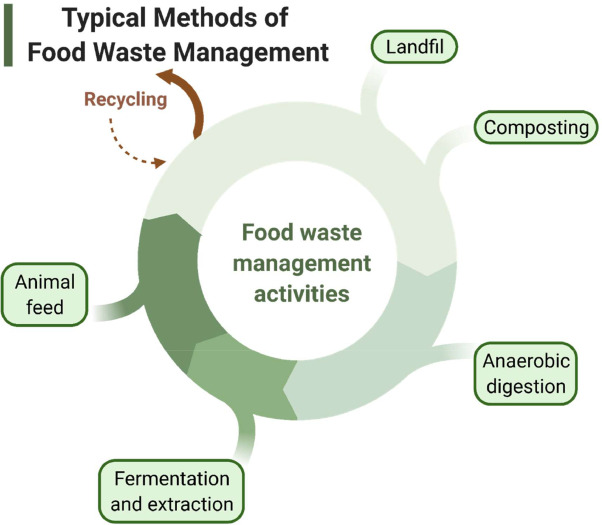 Typical Methods of
Food Waste Management
Landfil
Recycling
Composting
Food waste
management
activities
Animal
feed
Anaerobic
digestion
Fermentation
and extraction